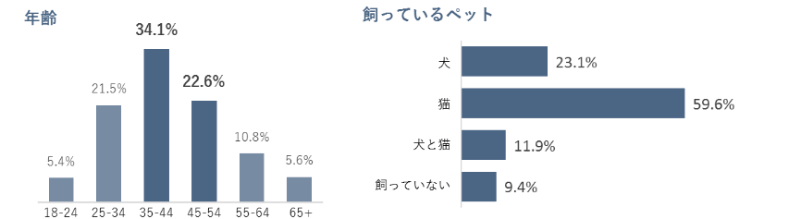 年齢
34.1%
22.6%
21.5%
10.8%
5.4%
5.6%
18-24 25-34 35-44 45-54 55-64 65+
飼っているペット
犬 23.1%
猫 59.6%
犬と猫 11.9%
飼っていない 9.4%